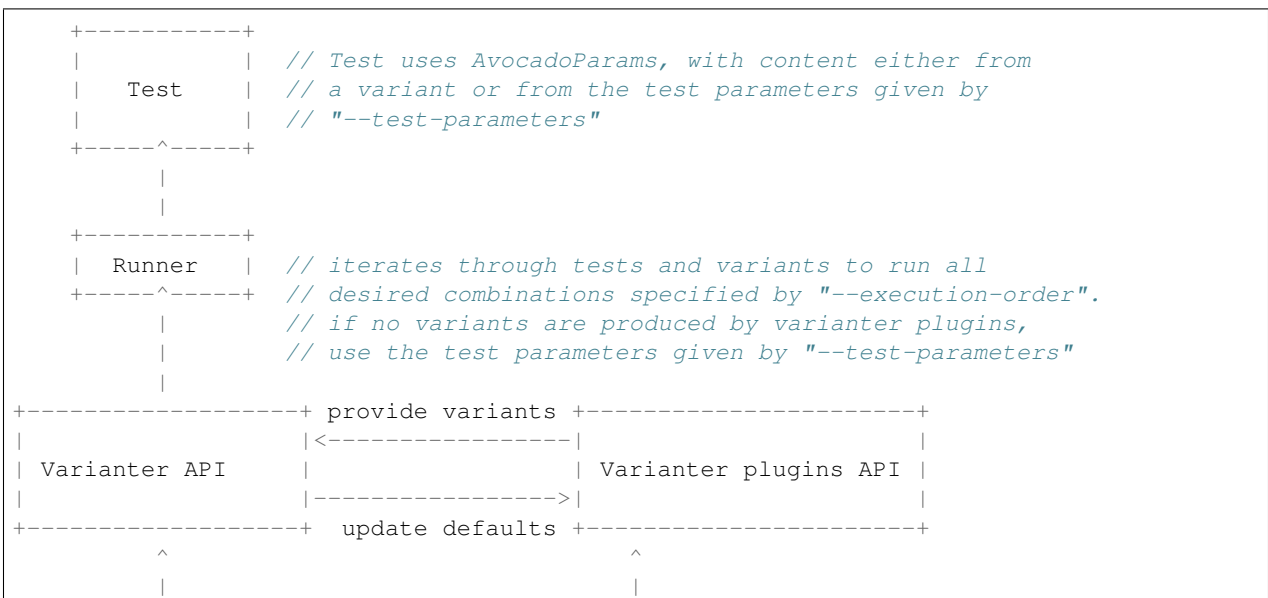 +-----------+
|           |  // Test uses AvocadoParams, with content either from
|   Test    |  // a variant or from the test parameters given by
|           |  // "--test-parameters"
+-----^-----+
      |
      |
+-----------+
|  Runner   |  // iterates through tests and variants to run all
+-----^-----+  // desired combinations specified by "--execution-order".
      |        // if no variants are produced by varianter plugins,
      |        // use the test parameters given by "--test-parameters"
      |
+-------------------+ provide variants +-----------------------+
|                   |<-----------------|                       |
| Varianter API     |                  | Varianter plugins API |
|                   |----------------->|                       |
+-------------------+  update defaults +-----------------------+
          ^                                ^
          |                                |